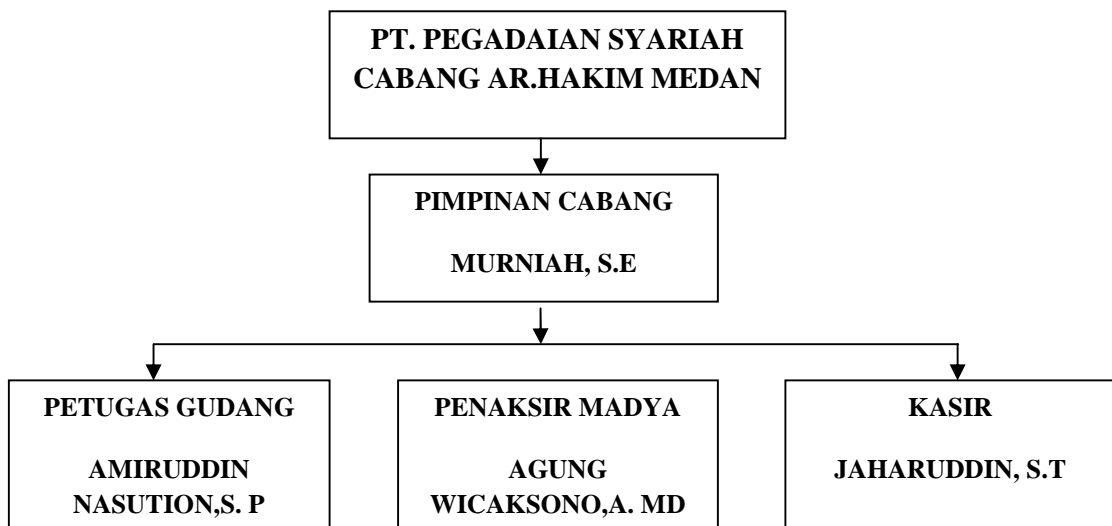 PT. PEGADAIAN SYARIAH
CABANG AR.HAKIM MEDAN
PIMPINAN CABANG
MURNIAH, S.E
PETUGAS GUDANG
AMIRUDDIN
NASUTION,S. P
PENAKSIR MADYA
AGUNG
WICAKSONO,A. MD
KASIR
JAHARUDDIN, S.T